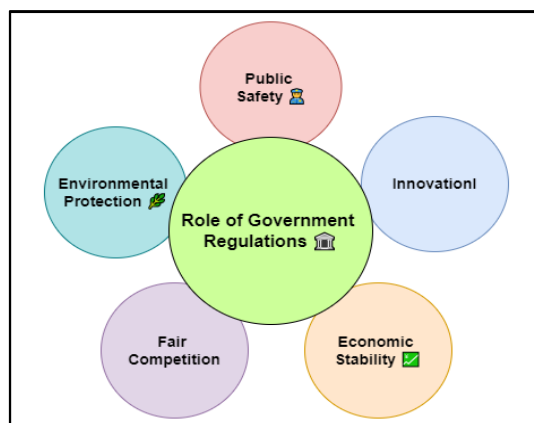 Public
Safety 👮
Environmental
Protection 🌿
Innovationl
Role of Government
Regulations 🏛️
Fair
Competition
Economic
Stability 💹